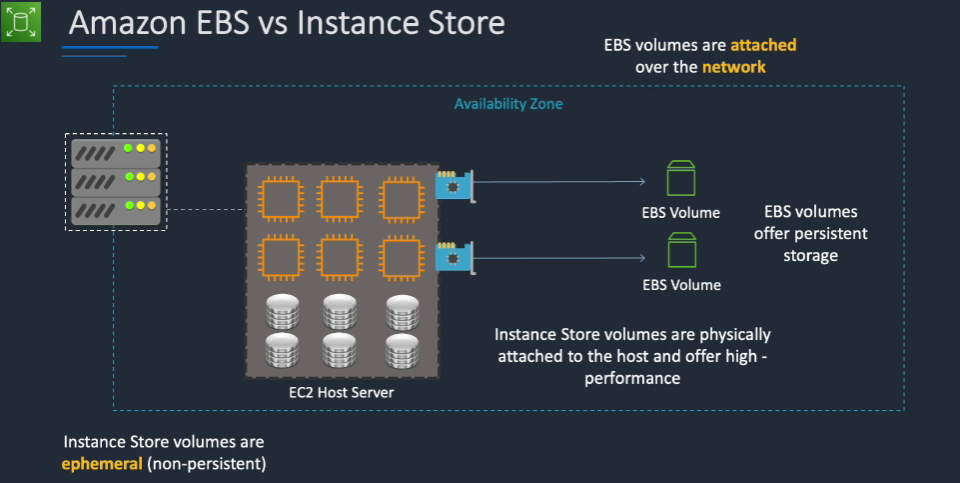 Amazon EBS vs Instance Store
EBS volumes are attached
over the network
Availability Zone
EBS Volume
EBS volumes
offer persistent
storage
EBS Volume
Instance Store volumes are physically
attached to the host and offer high -
performance
EC2 Host Server
Instance Store volumes are
ephemeral (non-persistent)